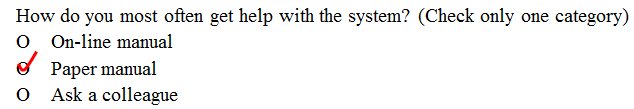 How do you most often get help with the system? (Check only one category)
O On-line manual
O Paper manual
O Ask a colleague